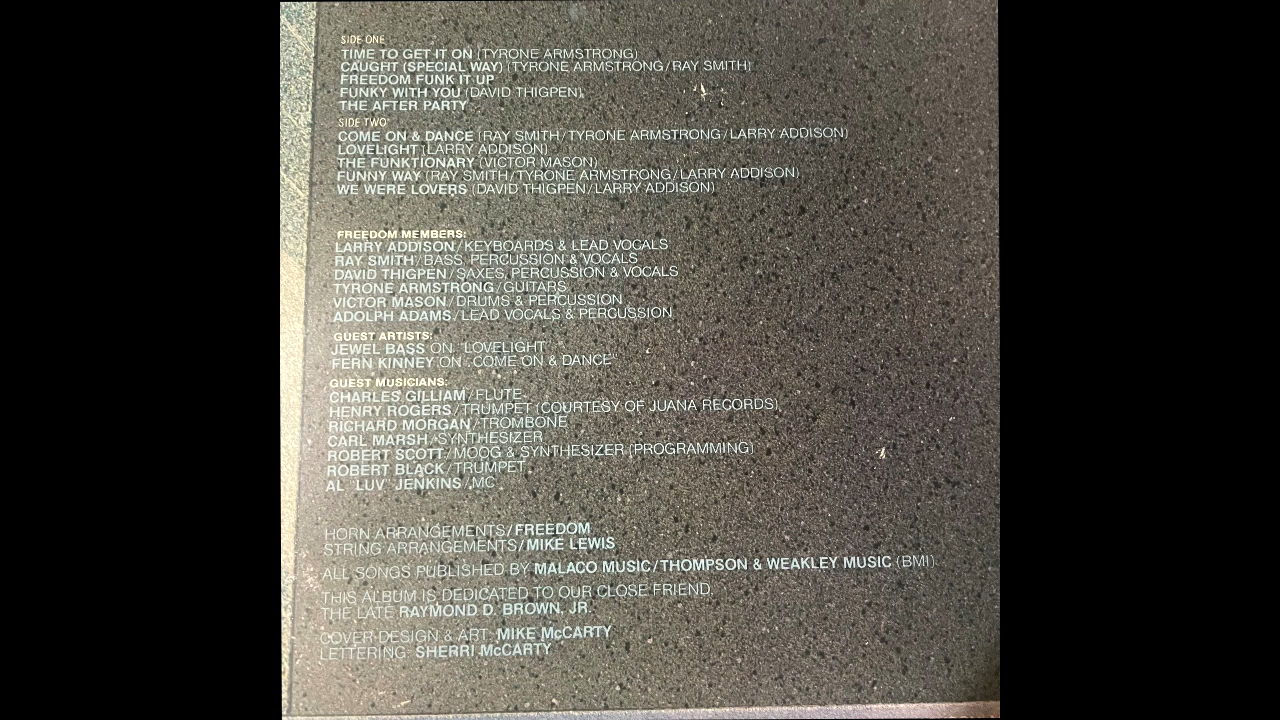 SIDE ONE
TIME TO GET IT ON (TYRONE ARMSTRONG)
CAUGHT (SPECIAL WAY) (TYRONE ARMSTRONG/RAY SMITH)
FREEDOM FUNK IT UP
FUNKY WITH YOU (DAVID THIGPEN)
THE AFTER PARTY
SIDE TWO
COME ON & DANCE (RAY SMITH/TYRONE ARMSTRONG/LARRY ADDISON)
LOVELIGHT (LARRY ADDISON)
THE FUNKTIONARY (VICTOR MASON)
FUNNY WAY (RAY SMITH/TYRONE ARMSTRONG/LARRY ADDISON)
WE WERE LOVERS (DAVID THIGPEN/LARRY ADDISON)
FREEDOM MEMBERS:
LARRY ADDISON/KEYBOARDS & LEAD VOCALS
RAY SMITH/BASS, PERCUSSION & VOCALS
DAVID THIGPEN/SAXES, PERCUSSION & VOCALS
TYRONE ARMSTRONG/GUITARS
VICTOR MASON/DRUMS & PERCUSSION
ADOLPH ADAMS/LEAD VOCALS & PERCUSSION
GUEST ARTISTS:
JEWEL BASS ON "LOVELIGHT"
FERN KINNEY ON "COME ON & DANCE"
GUEST MUSICIANS:
CHARLES GILLIAM/FLUTE
HENRY ROGERS/TRUMPET (COURTESY OF JUANA RECORDS)
RICHARD MORGAN/TROMBONE
CARL MARSH/SYNTHESIZER
ROBERT SCOTT/MOOG & SYNTHESIZER (PROGRAMMING)
ROBERT BLACK/TRUMPET
AL "LUV" JENKINS/MC
HORN ARRANGEMENTS/FREEDOM
STRING ARRANGEMENTS/MIKE LEWIS
ALL SONGS PUBLISHED BY MALACO MUSIC/THOMPSON & WEAKLEY MUSIC (BMI)
THIS ALBUM IS DEDICATED TO OUR CLOSE FRIEND,
THE LATE RAYMOND D. BROWN, JR.
COVER DESIGN & ART: MIKE McCARTY
LETTERING: SHERRI McCARTY